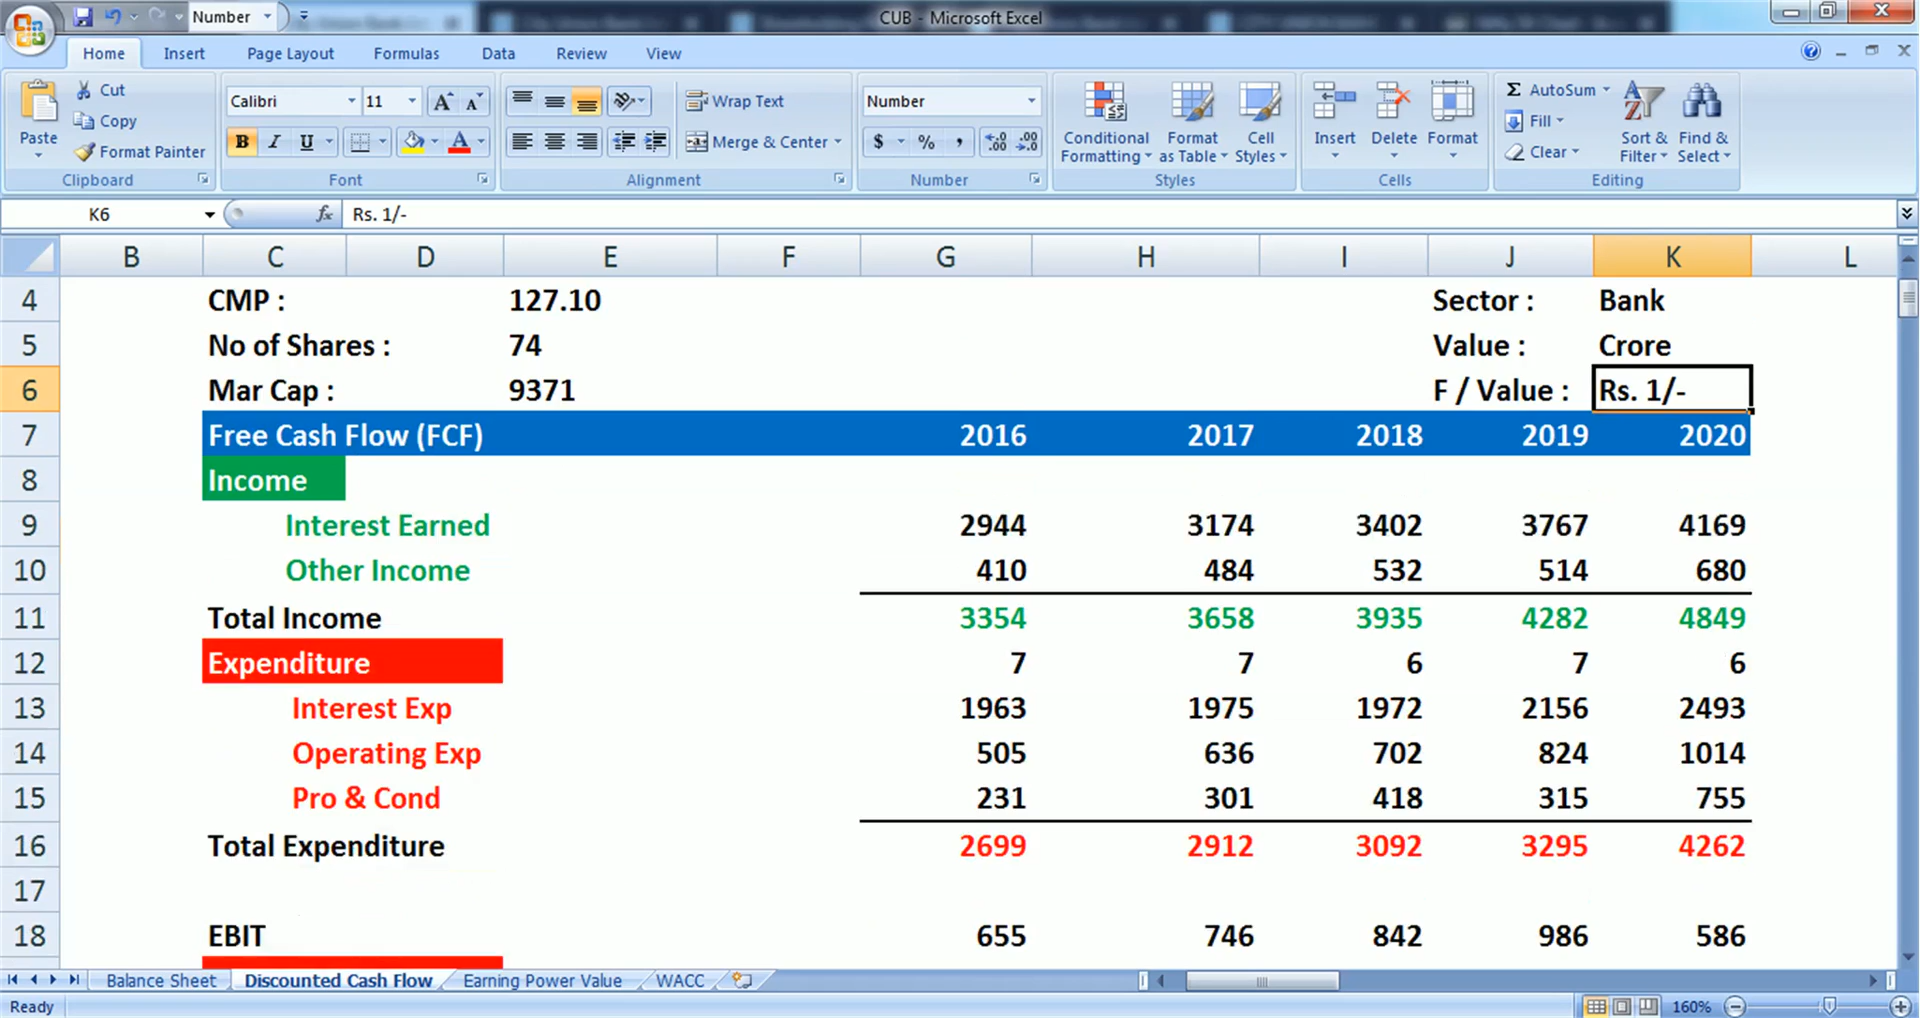 Number
CUB - Microsoft Excel
Home Insert Page Layout Formulas Data Review View
Paste
Cut
Copy
Format Painter
Clipboard
Calibri 11
B I U
Font
Wrap Text
Merge & Center
Alignment
Number
$ % ,
Number
Conditional Formatting
Format as Table
Cell Styles
Styles
Insert Delete Format
Cells
Σ AutoSum
Fill
Clear
Sort & Filter
Find & Select
Editing
K6 fx Rs. 1/-
B C D E F G H I J K L
4 CMP : 127.10 Sector : Bank
5 No of Shares : 74 Value : Crore
6 Mar Cap : 9371 F / Value : Rs. 1/-
7 Free Cash Flow (FCF) 2016 2017 2018 2019 2020
8 Income
9 Interest Earned 2944 3174 3402 3767 4169
10 Other Income 410 484 532 514 680
11 Total Income 3354 3658 3935 4282 4849
12 Expenditure 7 7 6 7 6
13 Interest Exp 1963 1975 1972 2156 2493
14 Operating Exp 505 636 702 824 1014
15 Pro & Cond 231 301 418 315 755
16 Total Expenditure 2699 2912 3092 3295 4262
17
18 EBIT 655 746 842 986 586
Balance Sheet Discounted Cash Flow Earning Power Value WACC
Ready 160%